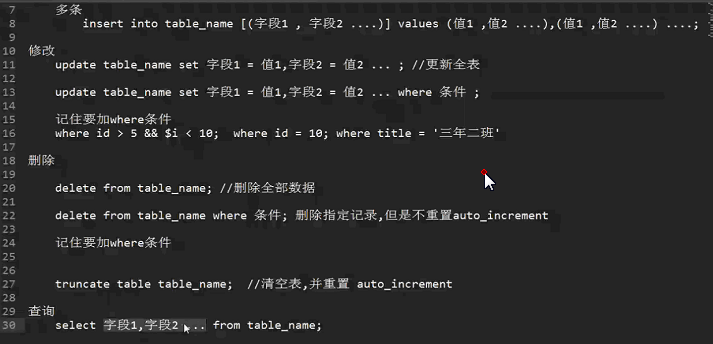 7 多条
8 insert into table_name [(字段1 , 字段2 ....)] values (值1 ,值2 ....),(值1 ,值2 ....) ....;
9
10 修改
11 update table_name set 字段1 = 值1,字段2 = 值2 ... ; //更新全表
12
13 update table_name set 字段1 = 值1,字段2 = 值2 ... where 条件 ;
14
15 记住要加where条件
16 where id > 5 && $i < 10; where id = 10; where title = '三年二班'
17
18 删除
19
20 delete from table_name; //删除全部数据
21
22 delete from table_name where 条件; 删除指定记录,但是不重置auto_increment
23
24 记住要加where条件
25
26
27 truncate table table_name; //清空表,并重置 auto_increment
28
29 查询
30 select 字段1,字段2 ... from table_name;